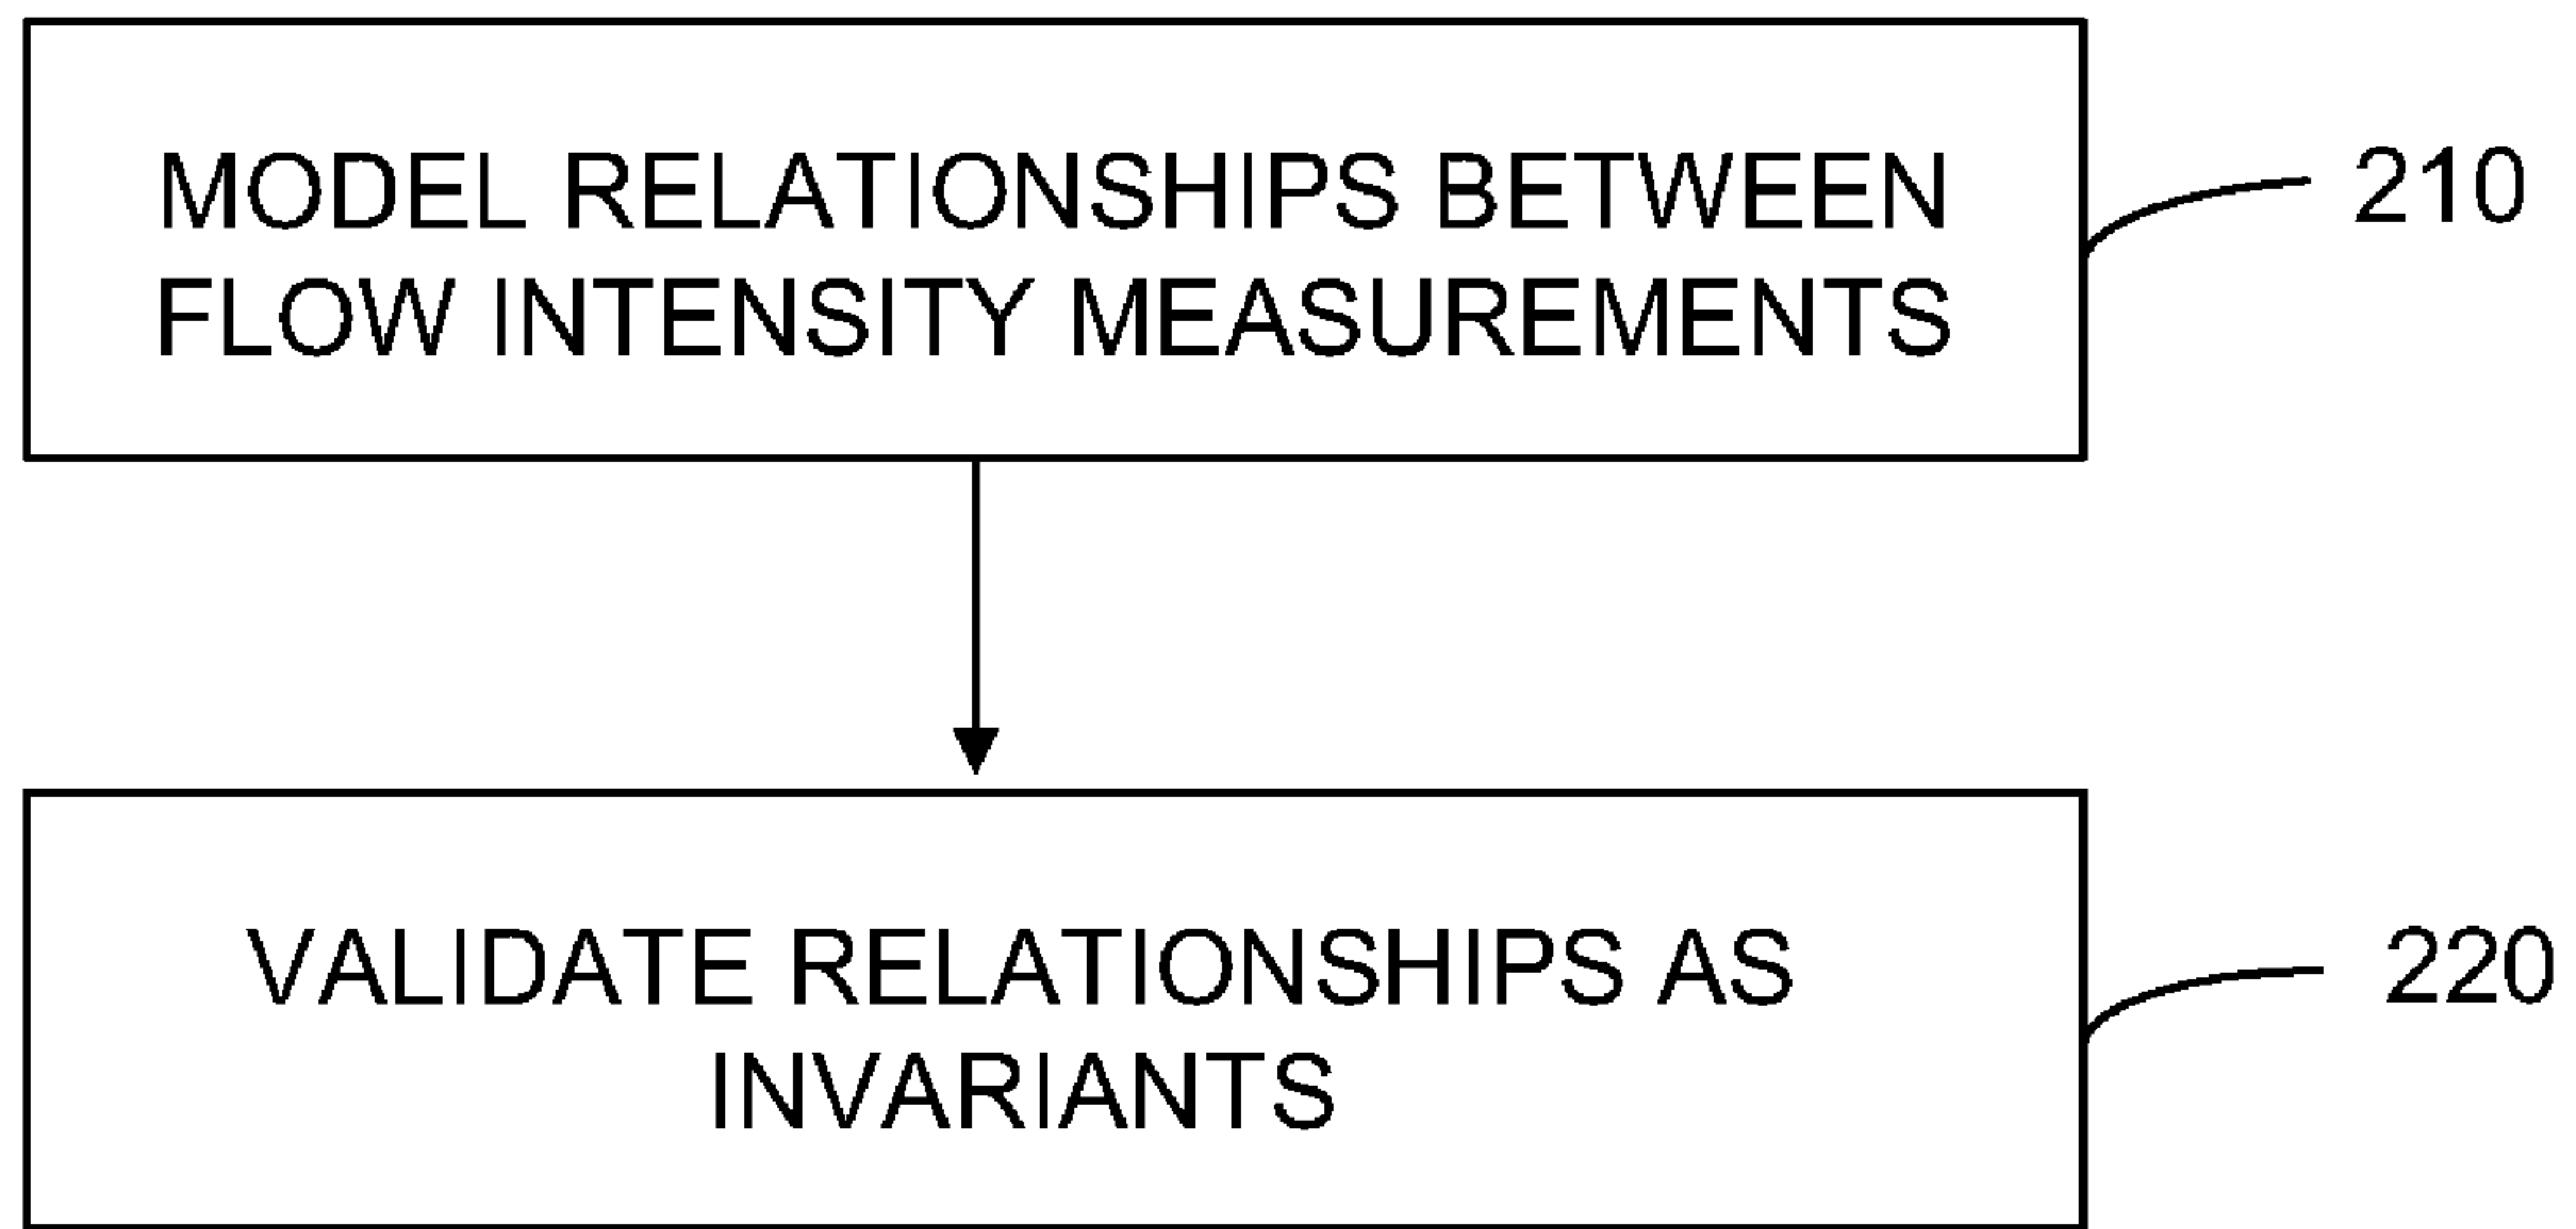 MODEL RELATIONSHIPS BETWEEN
FLOW INTENSITY MEASUREMENTS
210
VALIDATE RELATIONSHIPS AS
INVARIANTS
220